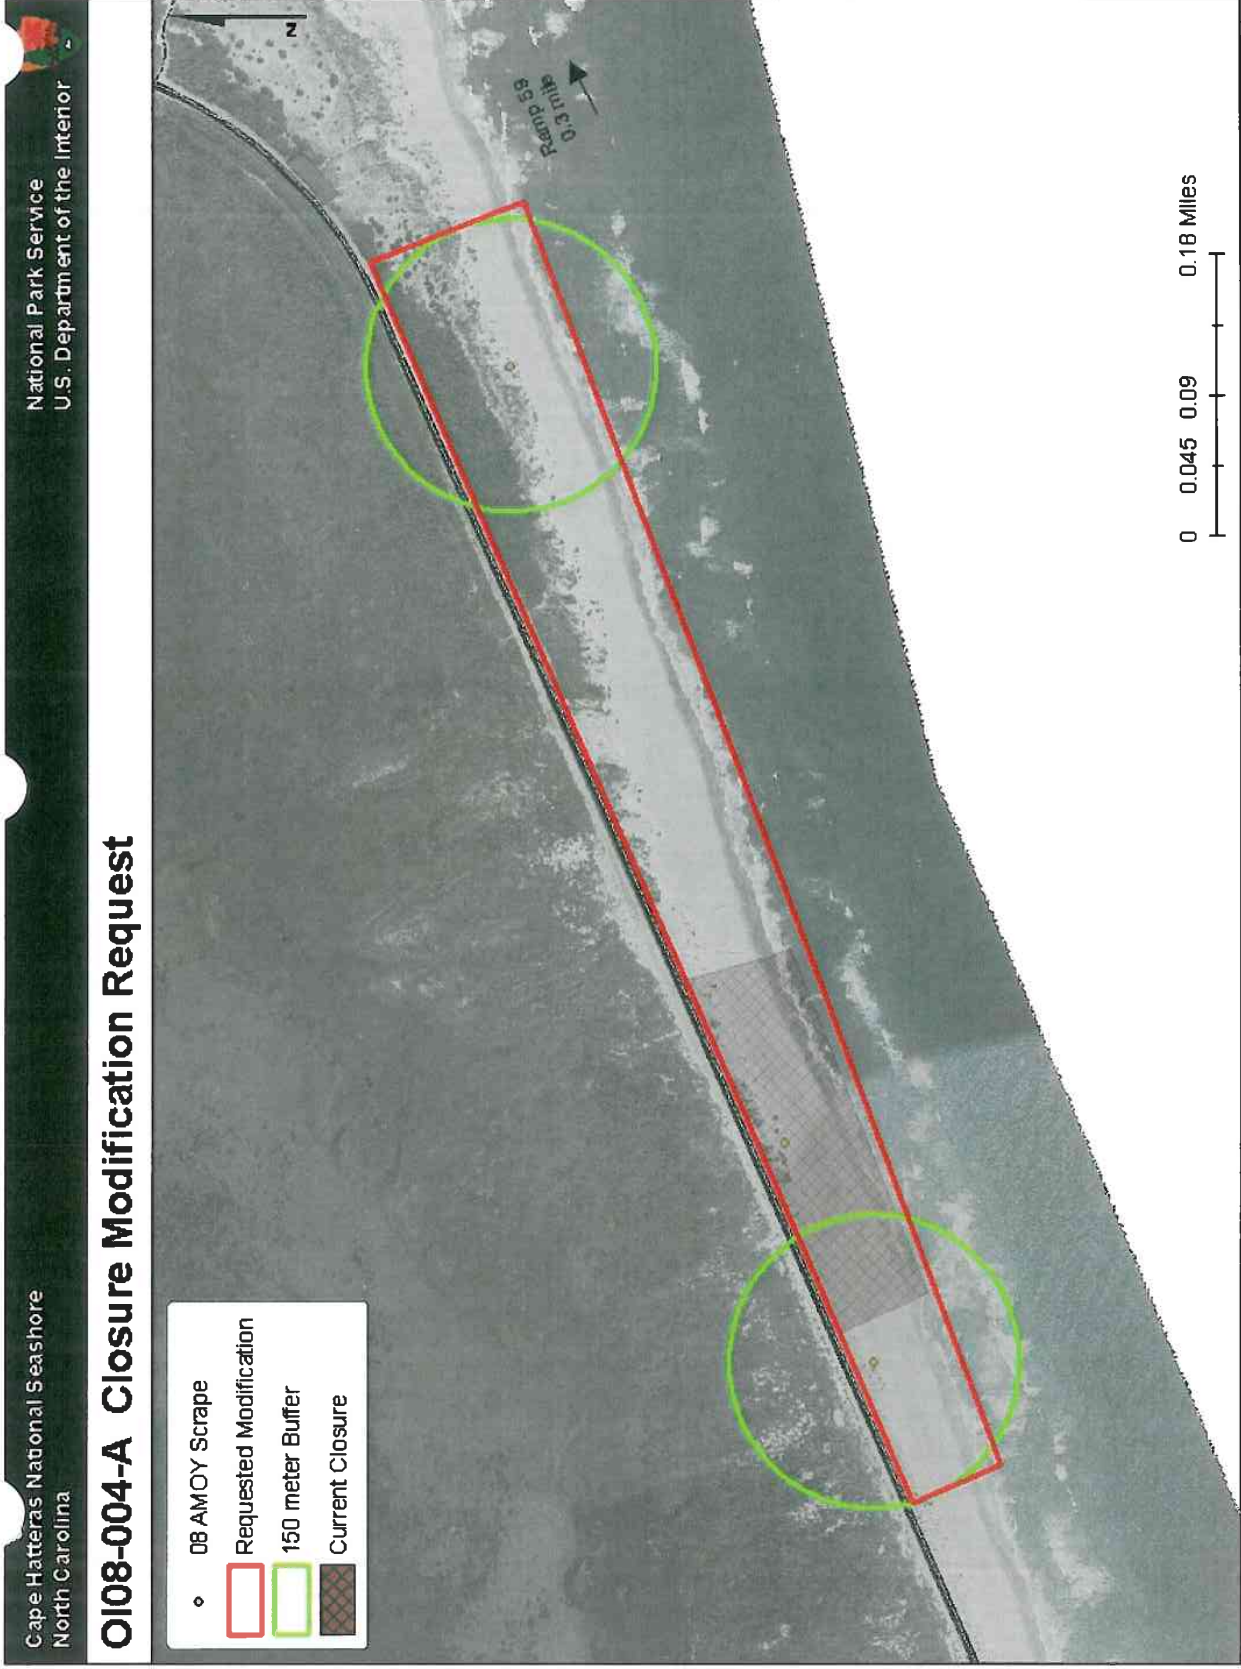 Cape Hatteras National Seashore
North Carolina
National Park Service
U.S. Department of the Interior
OI08-004-A Closure Modification Request
08 AMOY Scrape
Requested Modification
150 meter Buffer
Current Closure
N
Ramp 59
0.3 mile
0 0.045 0.09 0.18 Miles